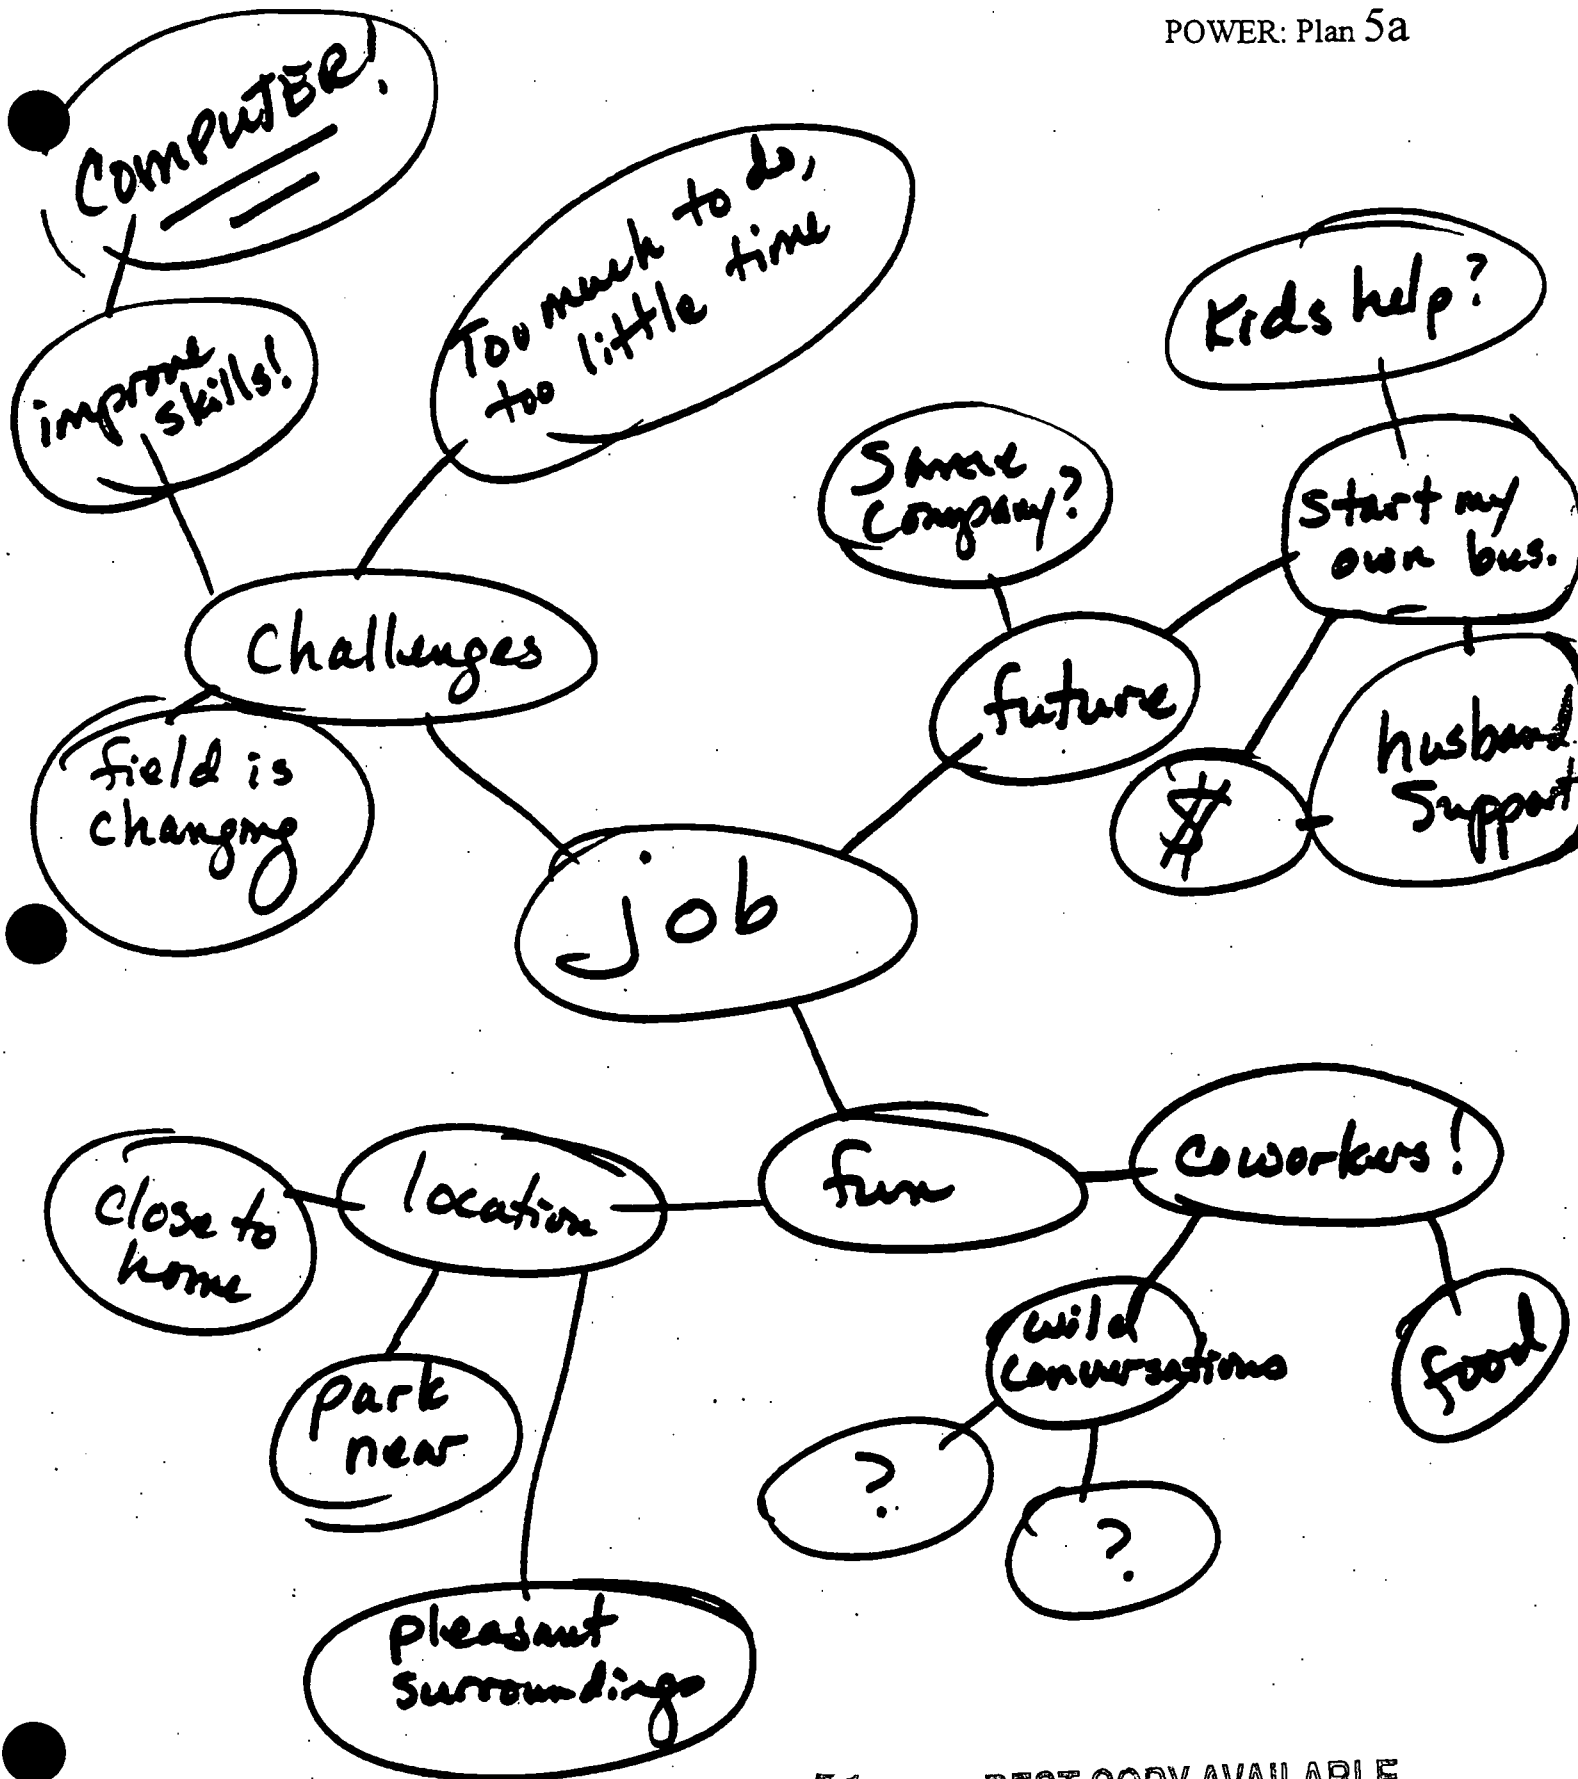 POWER: Plan 5a
COMPUTER!
Too much to do,
too little time
improve
skills!
Kids help?
Same
company?
start my
own bus.
Challenges
future
field is
changing
$
husband
support
job
location
fun
coworkers!
close to
home
wild
conversations
food
park
near
?
?
pleasant
surroundings
BEST COPY AVAILABLE